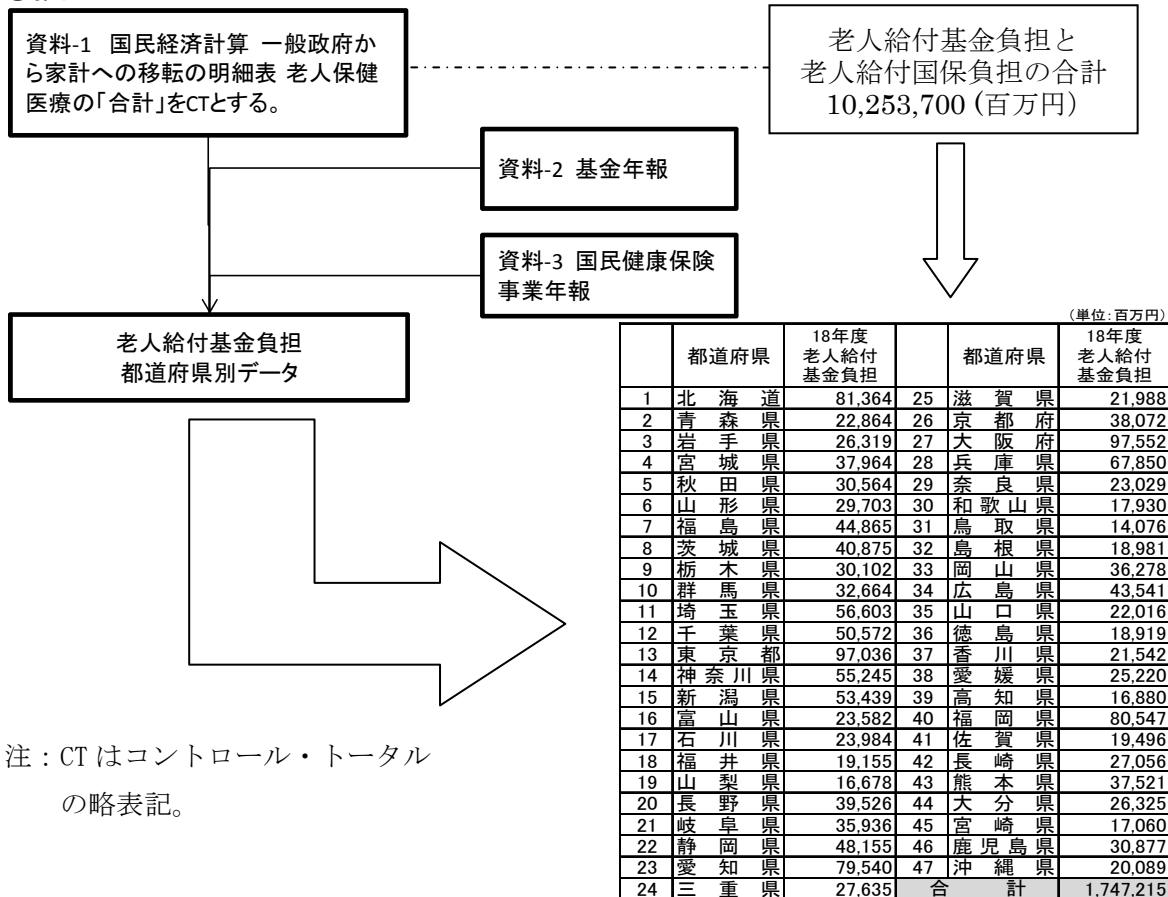 資料-1 国民経済計算 一般政府か
ら家計への移転の明細表 老人保健
医療の「合計」をCTとする。
老人給付基金負担と
老人給付国保負担の合計
10,253,700 (百万円)
資料-2 基金年報
資料-3 国民健康保険
事業年報
老人給付基金負担
都道府県別データ
(単位:百万円)
都道府県 18年度老人給付基金負担 都道府県 18年度老人給付基金負担
1 北海道 81,364 25 滋賀県 21,988
2 青森県 22,864 26 京都府 38,072
3 岩手県 26,319 27 大阪府 97,552
4 宮城県 37,964 28 兵庫県 67,850
5 秋田県 30,564 29 奈良県 23,029
6 山形県 29,703 30 和歌山県 17,930
7 福島県 44,865 31 鳥取県 14,076
8 茨城県 40,875 32 島根県 18,981
9 栃木県 30,102 33 岡山県 36,278
10 群馬県 32,664 34 広島県 43,541
11 埼玉県 56,603 35 山口県 22,016
12 千葉県 50,572 36 徳島県 18,919
13 東京都 97,036 37 香川県 21,542
14 神奈川県 55,245 38 愛媛県 25,220
15 新潟県 53,439 39 高知県 16,880
16 富山県 23,582 40 福岡県 80,547
17 石川県 23,984 41 佐賀県 19,496
18 福井県 19,155 42 長崎県 27,056
19 山梨県 16,678 43 熊本県 37,521
20 長野県 39,526 44 大分県 26,325
21 岐阜県 35,936 45 宮崎県 17,060
22 静岡県 48,155 46 鹿児島県 30,877
23 愛知県 79,540 47 沖縄県 20,089
24 三重県 27,635 合計 1,747,215
注：CTはコントロール・トータル
の略表記。